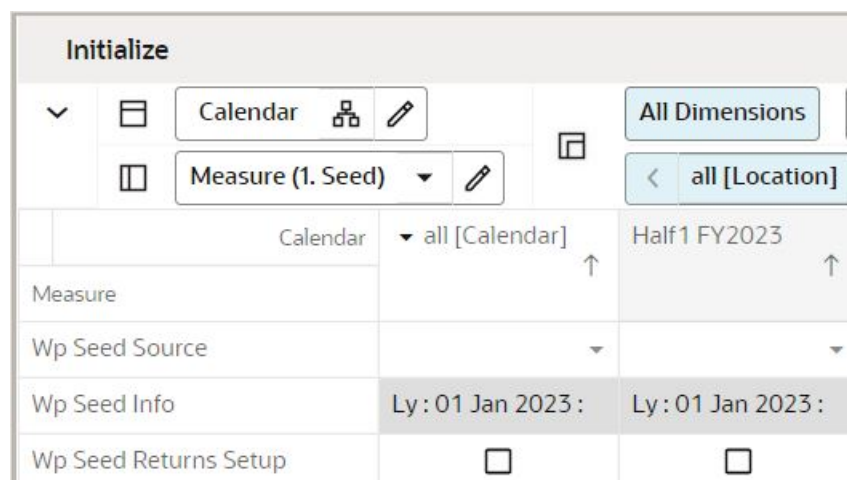 Initialize
Calendar
All Dimensions
Measure (1. Seed)
all [Location]
Calendar
all [Calendar]
Half1 FY2023
Measure
Wp Seed Source
Wp Seed Info
Ly : 01 Jan 2023 :
Ly : 01 Jan 2023 :
Wp Seed Returns Setup